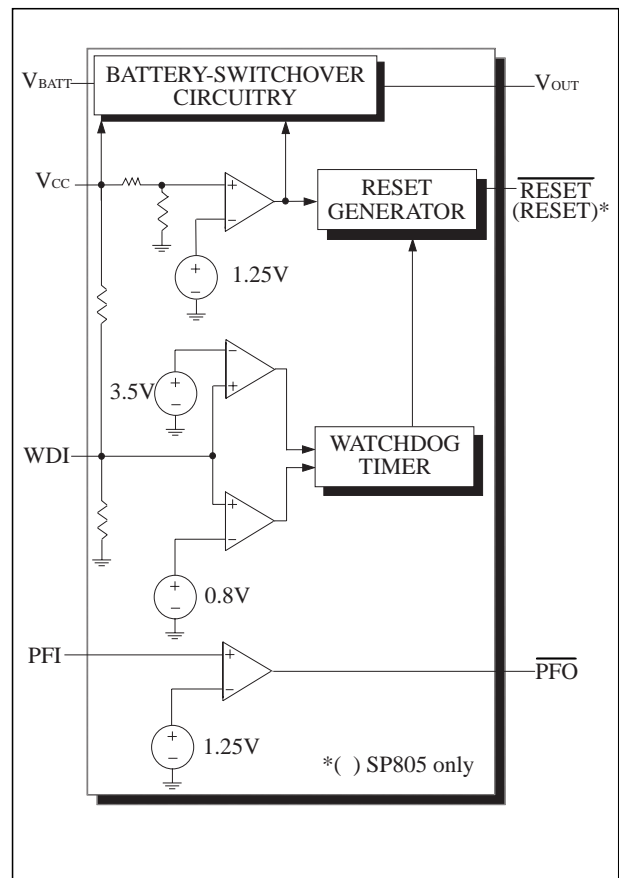 VBATT
BATTERY-SWITCHOVER
CIRCUITRY
VOUT
VCC
+
−
RESET
GENERATOR
RESET
(RESET)*
+
−
1.25V
−
+
+
−
3.5V
WDI
WATCHDOG
TIMER
+
−
+
−
0.8V
PFI
+
−
PFO
+
−
1.25V
*( ) SP805 only